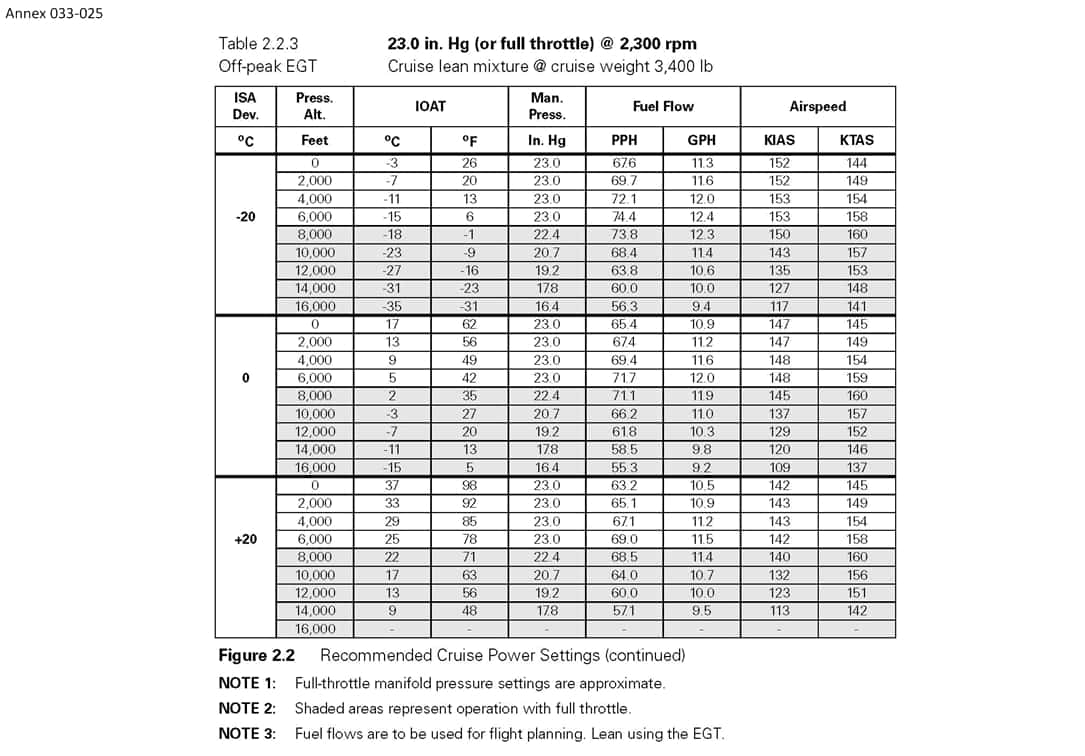 Annex 033-025
Table 2.2.3 23.0 in. Hg (or full throttle) @ 2,300 rpm
Off-peak EGT Cruise lean mixture @ cruise weight 3,400 lb
ISA Dev. Press. Alt. IOAT Man. Press. Fuel Flow Airspeed
ºC Feet ºC ºF In. Hg PPH GPH KIAS KTAS
0 -3 26 23.0 67.6 11.3 152 144
2,000 -7 20 23.0 69.7 11.6 152 149
4,000 -11 13 23.0 72.1 12.0 153 154
-20 6,000 -15 6 23.0 74.4 12.4 153 158
8,000 -18 -1 22.4 73.8 12.3 150 160
10,000 -23 -9 20.7 68.4 11.4 143 157
12,000 -27 -16 19.2 63.8 10.6 135 153
14,000 -31 -23 17.8 60.0 10.0 127 148
16,000 -35 -31 16.4 56.3 9.4 117 141
0 17 62 23.0 65.4 10.9 147 145
2,000 13 56 23.0 67.4 11.2 147 149
4,000 9 49 23.0 69.4 11.6 148 154
0 6,000 5 42 23.0 71.7 12.0 148 159
8,000 2 35 22.4 71.1 11.9 145 160
10,000 -3 27 20.7 66.2 11.0 137 157
12,000 -7 20 19.2 61.8 10.3 129 152
14,000 -11 13 17.8 58.5 9.8 120 146
16,000 -15 5 16.4 55.3 9.2 109 137
0 37 98 23.0 63.2 10.5 142 145
2,000 33 92 23.0 65.1 10.9 143 149
4,000 29 85 23.0 67.1 11.2 143 154
+20 6,000 25 78 23.0 69.0 11.5 142 158
8,000 22 71 22.4 68.5 11.4 140 160
10,000 17 63 20.7 64.0 10.7 132 156
12,000 13 56 19.2 60.0 10.0 123 151
14,000 9 48 17.8 57.1 9.5 113 142
16,000 - - - - - - -
Figure 2.2 Recommended Cruise Power Settings (continued)
NOTE 1: Full-throttle manifold pressure settings are approximate.
NOTE 2: Shaded areas represent operation with full throttle.
NOTE 3: Fuel flows are to be used for flight planning. Lean using the EGT.